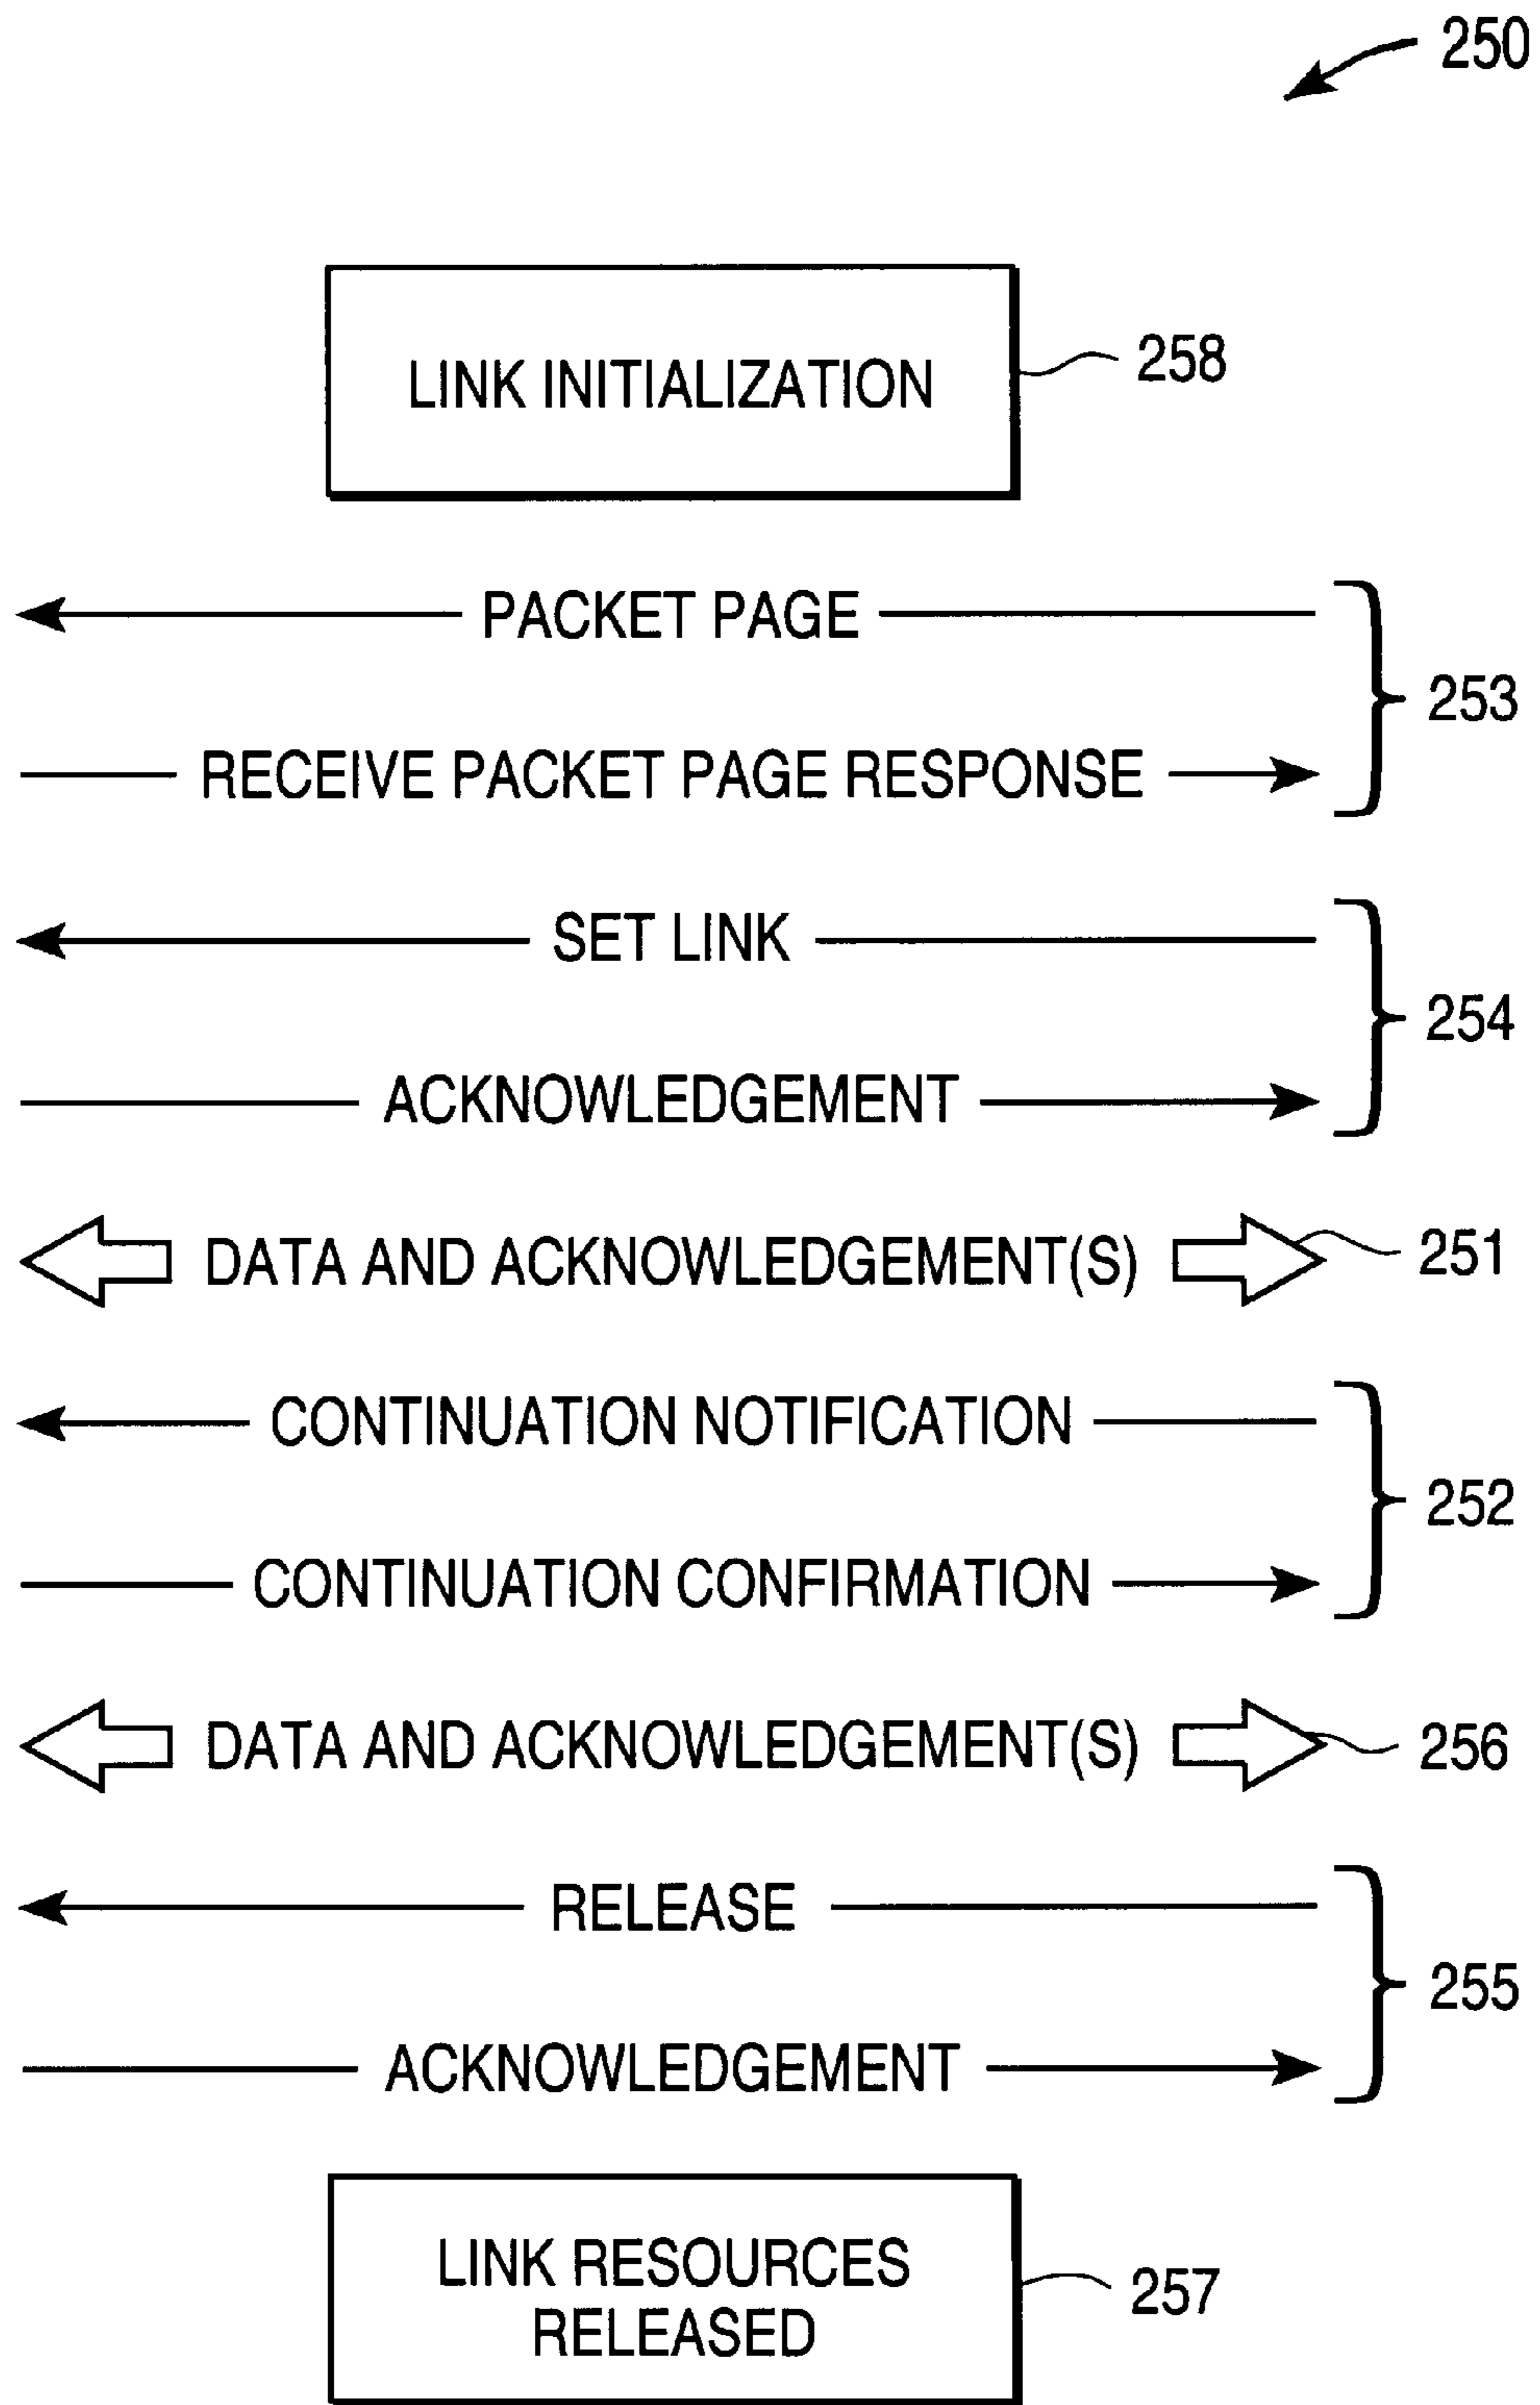 250
LINK INITIALIZATION
258
PACKET PAGE
253
RECEIVE PACKET PAGE RESPONSE
SET LINK
254
ACKNOWLEDGEMENT
DATA AND ACKNOWLEDGEMENT(S)
251
CONTINUATION NOTIFICATION
252
CONTINUATION CONFIRMATION
DATA AND ACKNOWLEDGEMENT(S)
256
RELEASE
255
ACKNOWLEDGEMENT
LINK RESOURCES
RELEASED
257